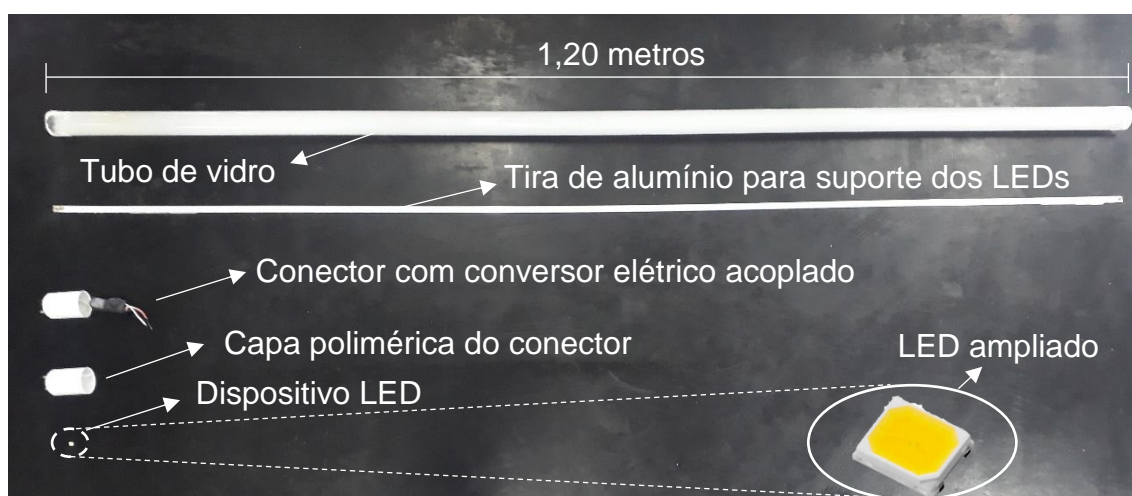 1,20 metros
Tubo de vidro
Tira de alumínio para suporte dos LEDs
Conector com conversor elétrico acoplado
Capa polimérica do conector
LED ampliado
Dispositivo LED